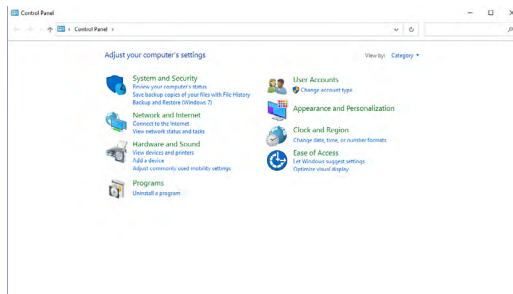 Control Panel
Control Panel
Adjust your computer's settings
View by: Category
System and Security
Review your computer's status
Save backup copies of your files with File History
Backup and Restore (Windows 7)
Network and Internet
Connect to the Internet
View network status and tasks
Hardware and Sound
View devices and printers
Add a device
Adjust commonly used mobility settings
Programs
Uninstall a program
User Accounts
Change account type
Appearance and Personalization
Clock and Region
Change date, time, or number formats
Ease of Access
Let Windows suggest settings
Optimize visual display